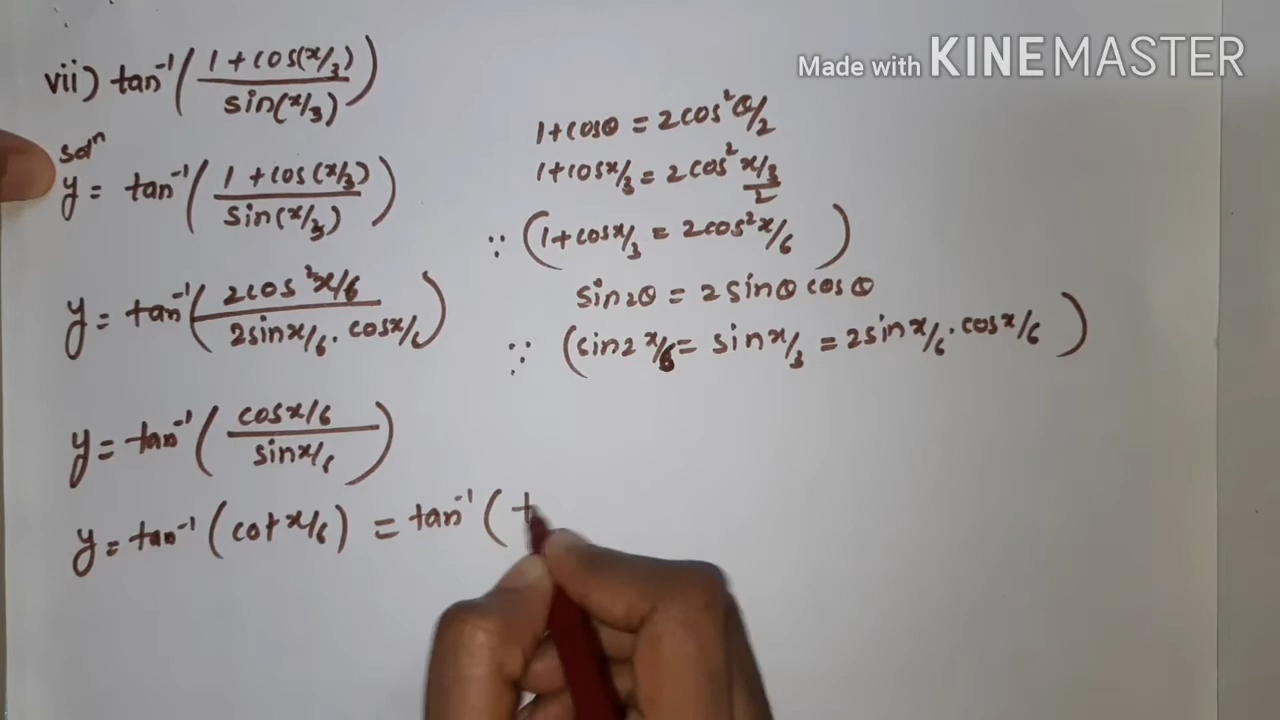 Made with KINEMASTER
vii) tan⁻¹( (1 + cos(x/3)) / sin(x/3) )
solⁿ
y = tan⁻¹( (1 + cos(x/3)) / sin(x/3) )
y = tan⁻¹( 2cos²x/6 / 2sinx/6 . cosx/6 )
y = tan⁻¹( cosx/6 / sinx/6 )
y = tan⁻¹(cotx/6) = tan⁻¹( t
1+cosθ = 2cos²θ/2
1+cosx/3 = 2cos² (x/3)/2
∵ (1+cosx/3 = 2cos²x/6)
sin2θ = 2sinθ cosθ
∵ (sin2x/6 = sinx/3 = 2sinx/6 . cosx/6)